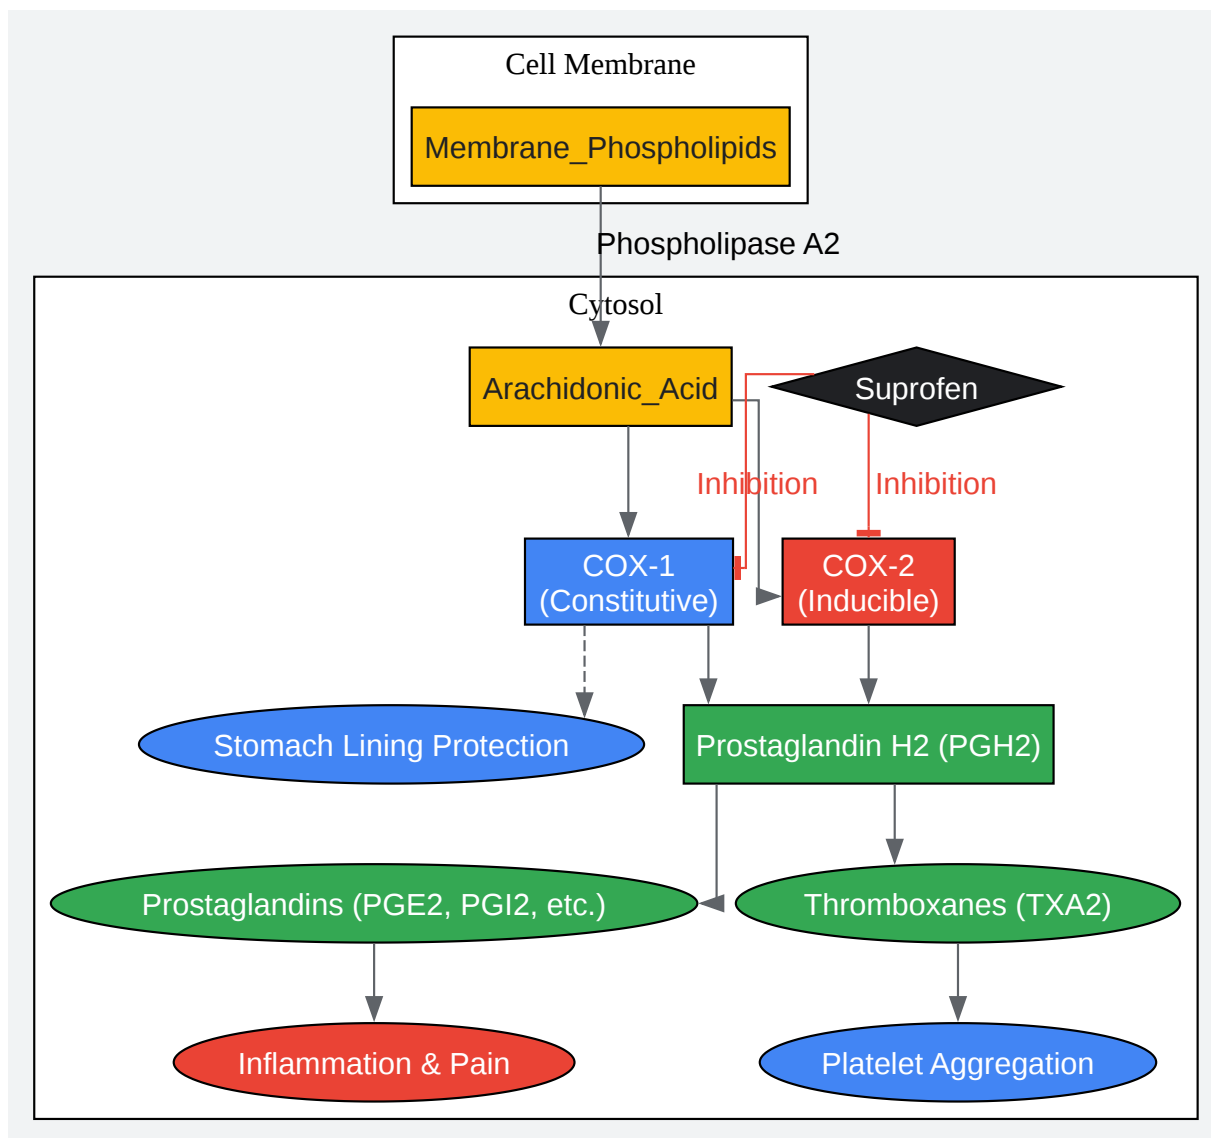 Cell Membrane
Membrane_Phospholipids
Phospholipase A2
Cytosol
Arachidonic_Acid
Suprofen
Inhibition
Inhibition
COX-1
(Constitutive)
COX-2
(Inducible)
Stomach Lining Protection
Prostaglandin H2 (PGH2)
Prostaglandins (PGE2, PGI2, etc.)
Thromboxanes (TXA2)
Inflammation & Pain
Platelet Aggregation